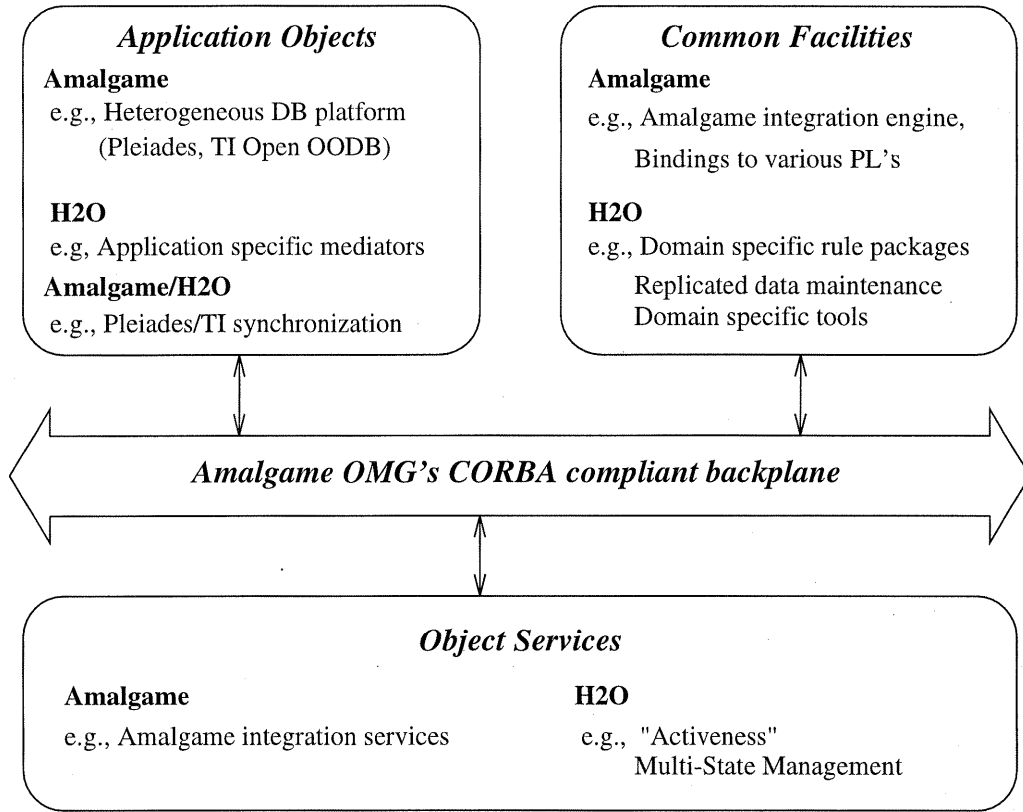 Application Objects
Amalgame
e.g., Heterogeneous DB platform
(Pleiades, TI Open OODB)
H2O
e.g, Application specific mediators
Amalgame/H2O
e.g., Pleiades/TI synchronization
Common Facilities
Amalgame
e.g., Amalgame integration engine,
Bindings to various PL's
H2O
e.g., Domain specific rule packages
Replicated data maintenance
Domain specific tools
Amalgame OMG's CORBA compliant backplane
Object Services
Amalgame
e.g., Amalgame integration services
H2O
e.g., "Activeness"
Multi-State Management